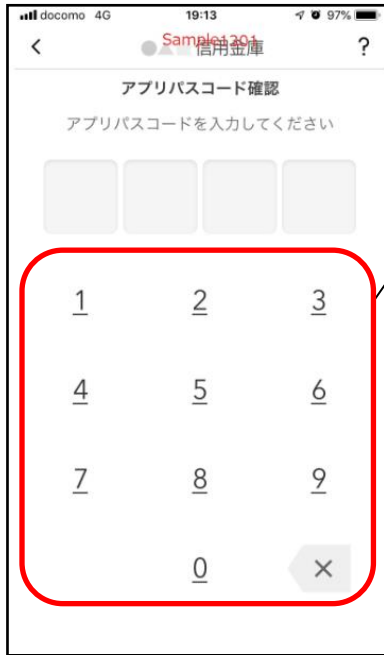 docomo 4G 19:13 97%
Sample1301
信用金庫 ?
アプリパスコード確認
アプリパスコードを入力してください
1 2 3
4 5 6
7 8 9
0 ×